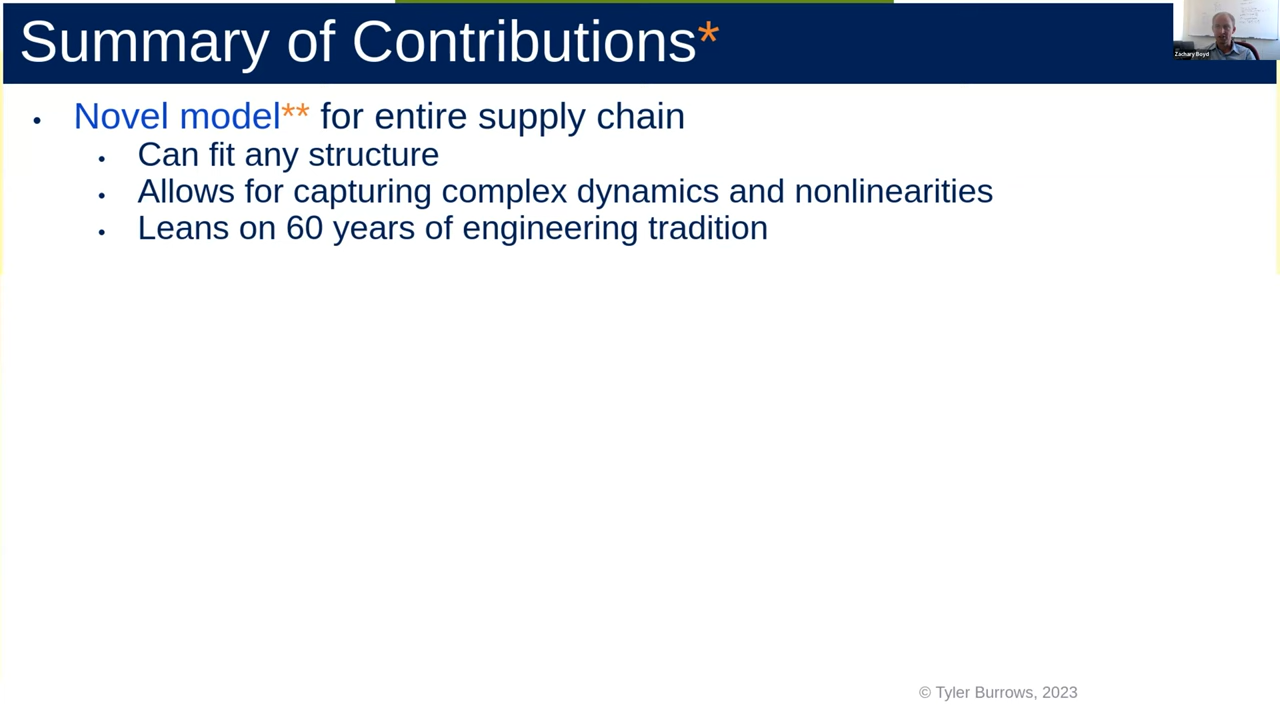 Summary of Contributions*
Zachary Boyd
• Novel model** for entire supply chain
• Can fit any structure
• Allows for capturing complex dynamics and nonlinearities
• Leans on 60 years of engineering tradition
© Tyler Burrows, 2023